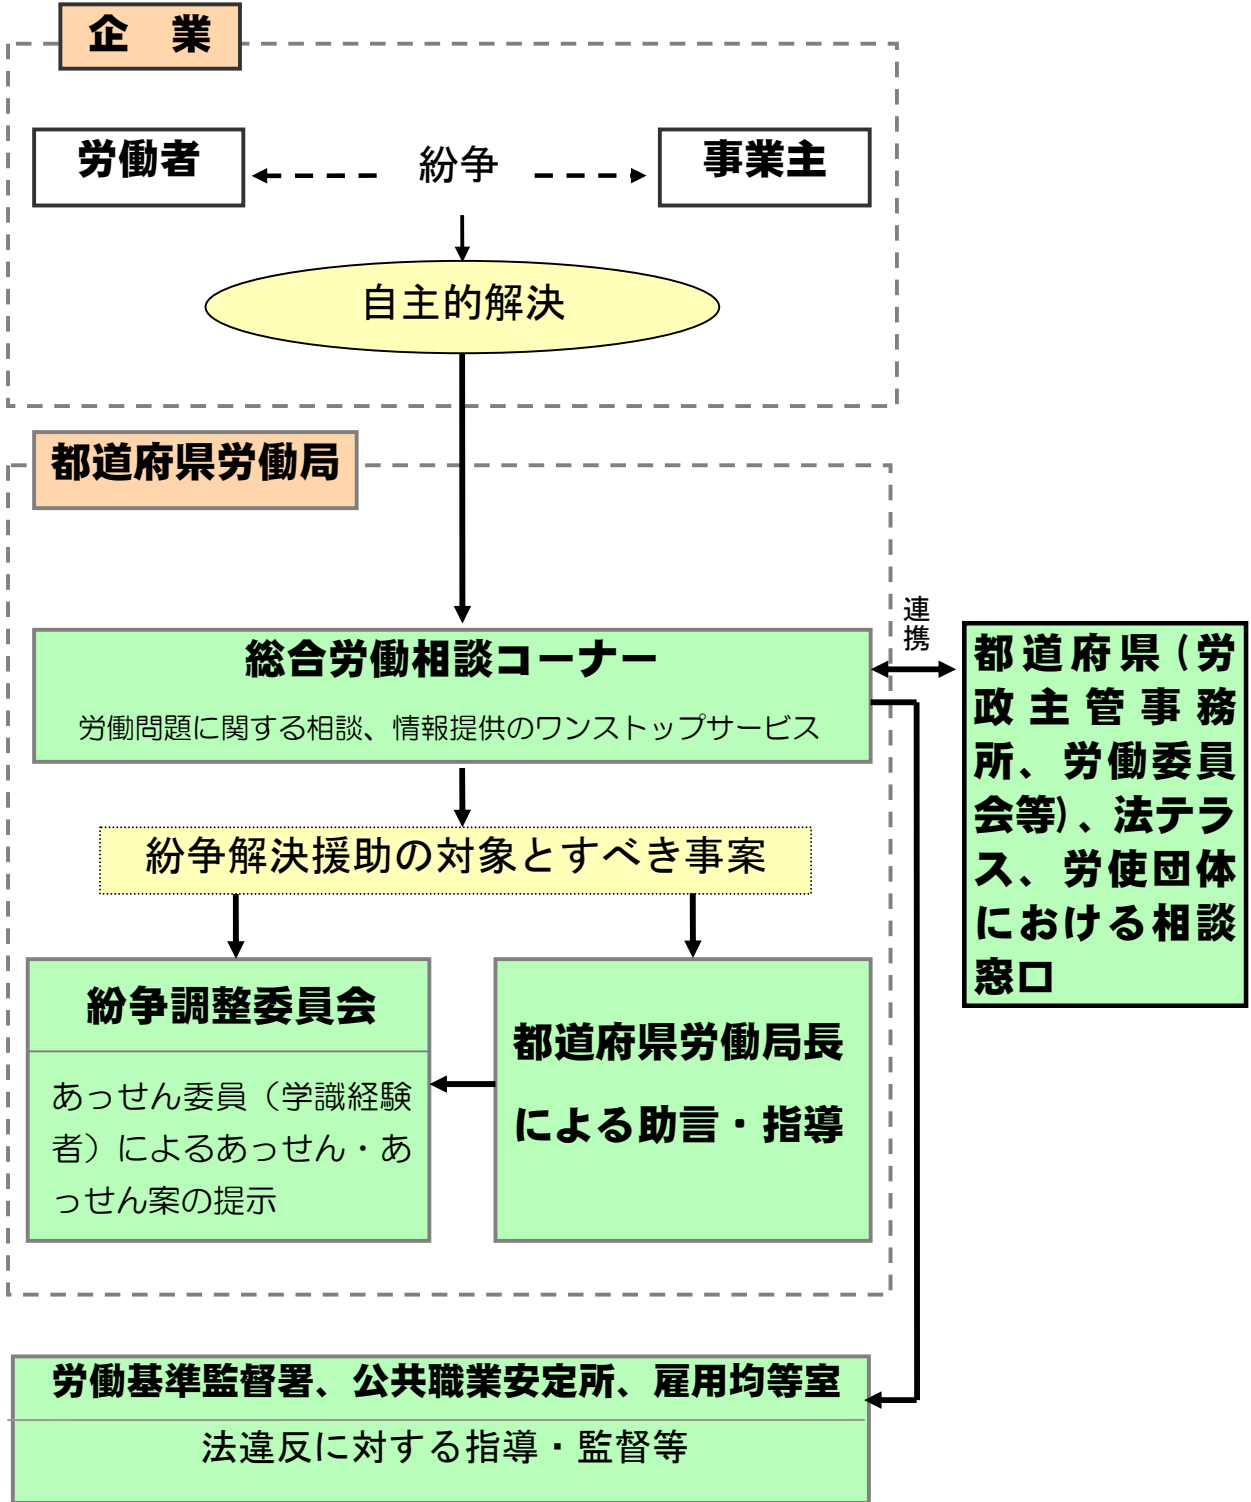 企　業
労働者
紛争
事業主
自主的解決
都道府県労働局
連
携
総合労働相談コーナー
労働問題に関する相談、情報提供のワンストップサービス
都道府県（労
政主管事務
所、労働委員
会等）、法テラ
ス、労使団体
における相談
窓口
紛争解決援助の対象とすべき事案
紛争調整委員会
あっせん委員（学識経験
者）によるあっせん・あ
っせん案の提示
都道府県労働局長
による助言・指導
労働基準監督署、公共職業安定所、雇用均等室
法違反に対する指導・監督等